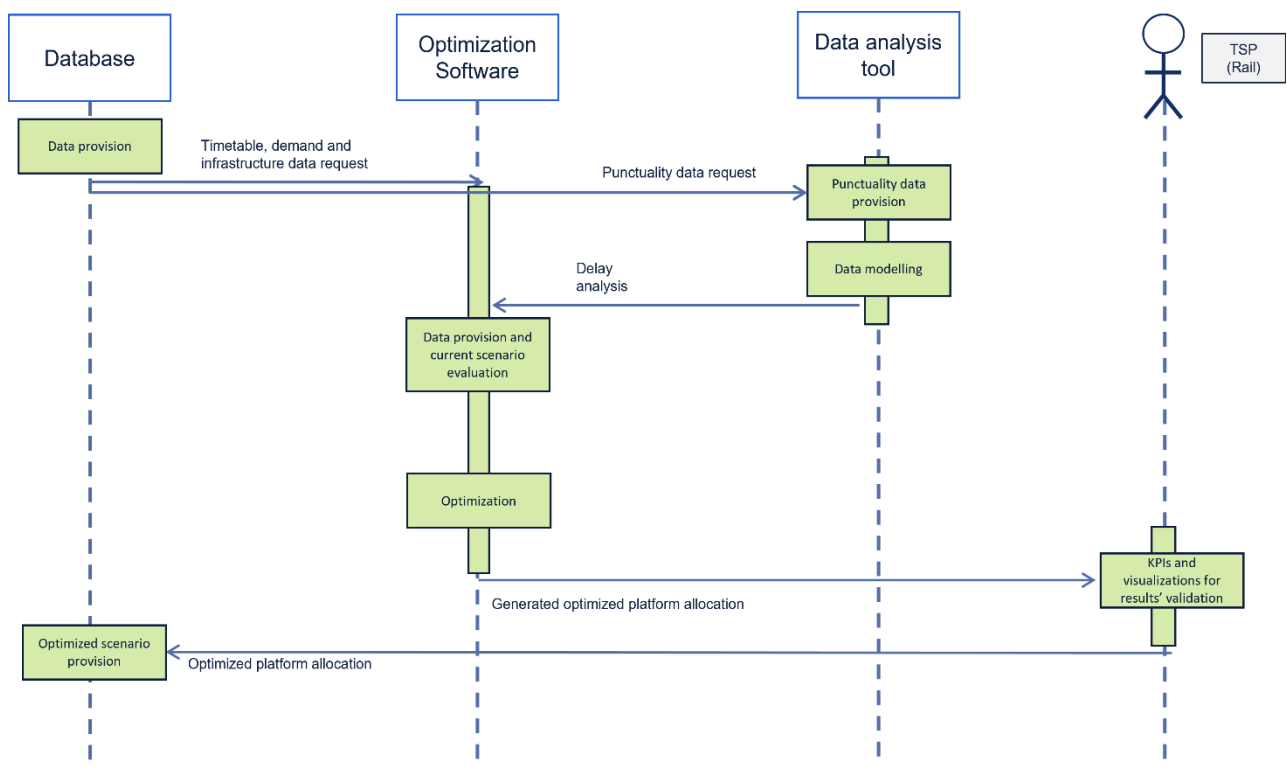 Database
Optimization
Software
Data analysis
tool
TSP
(Rail)
Data provision
Timetable, demand and
infrastructure data request
Punctuality data request
Punctuality data
provision
Data modelling
Delay
analysis
Data provision and
current scenario
evaluation
Optimization
KPIs and
visualizations for
results’ validation
Generated optimized platform allocation
Optimized scenario
provision
Optimized platform allocation